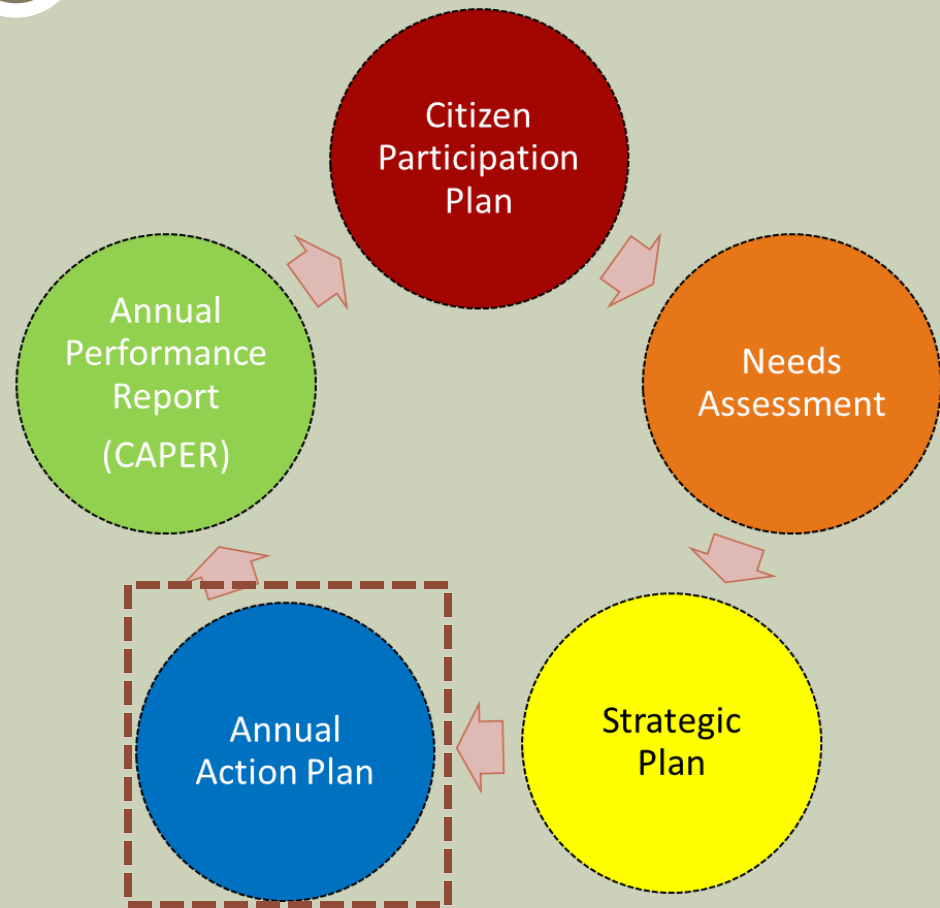 Citizen
Participation
Plan
Needs
Assessment
Strategic
Plan
Annual
Action Plan
Annual
Performance
Report
(CAPER)